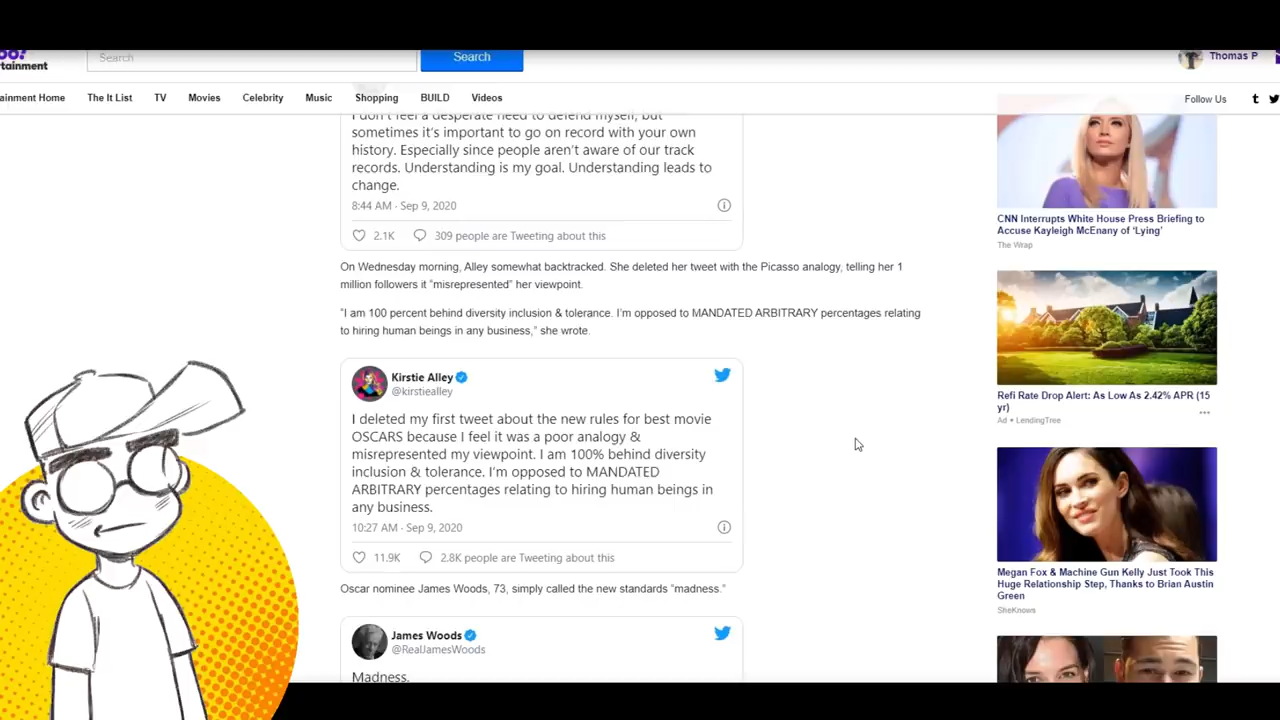 Search
Search
Thomas P
tainment
ainment Home
The It List
TV
Movies
Celebrity
Music
Shopping
BUILD
Videos
Follow Us
I don't feel a desperate need to defend myself, but
sometimes it's important to go on record with your own
history. Especially since people aren't aware of our track
records. Understanding is my goal. Understanding leads to
change.
8:44 AM · Sep 9, 2020
2.1K 309 people are Tweeting about this
On Wednesday morning, Alley somewhat backtracked. She deleted her tweet with the Picasso analogy, telling her 1
million followers it "misrepresented" her viewpoint.
"I am 100 percent behind diversity inclusion & tolerance. I'm opposed to MANDATED ARBITRARY percentages relating
to hiring human beings in any business," she wrote.
Kirstie Alley
@kirstiealley
I deleted my first tweet about the new rules for best movie
OSCARS because I feel it was a poor analogy &
misrepresented my viewpoint. I am 100% behind diversity
inclusion & tolerance. I'm opposed to MANDATED
ARBITRARY percentages relating to hiring human beings in
any business.
10:27 AM · Sep 9, 2020
11.9K 2.8K people are Tweeting about this
Oscar nominee James Woods, 73, simply called the new standards "madness."
James Woods
@RealJamesWoods
Madness.
CNN Interrupts White House Press Briefing to
Accuse Kayleigh McEnany of 'Lying'
The Wrap
Refi Rate Drop Alert: As Low As 2.42% APR (15
yr)
Ad • LendingTree
Megan Fox & Machine Gun Kelly Just Took This
Huge Relationship Step, Thanks to Brian Austin
Green
SheKnows